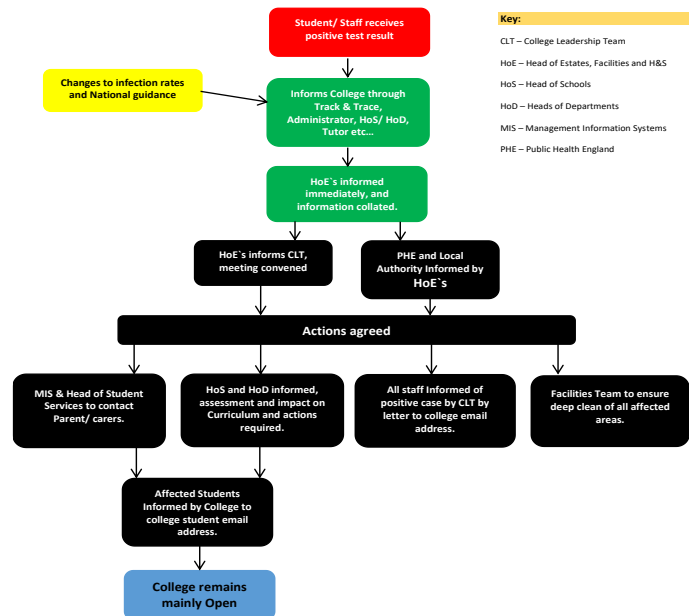 Student/ Staff receives
positive test result
Key:
CLT – College Leadership Team
HoE – Head of Estates, Facilities and H&S
HoS – Head of Schools
HoD – Heads of Departments
MIS – Management Information Systems
PHE – Public Health England
Changes to infection rates
and National guidance
Informs College through
Track & Trace,
Administrator, HoS/ HoD,
Tutor etc...
HoE`s informed
immediately, and
information collated.
HoE`s informs CLT,
meeting convened
PHE and Local
Authority Informed by
HoE`s
Actions agreed
MIS & Head of Student
Services to contact
Parent/ carers.
HoS and HoD informed,
assessment and impact on
Curriculum and actions
required.
All staff Informed of
positive case by CLT by
letter to college email
address.
Facilities Team to ensure
deep clean of all affected
areas.
Affected Students
Informed by College to
college student email
address.
College remains
mainly Open